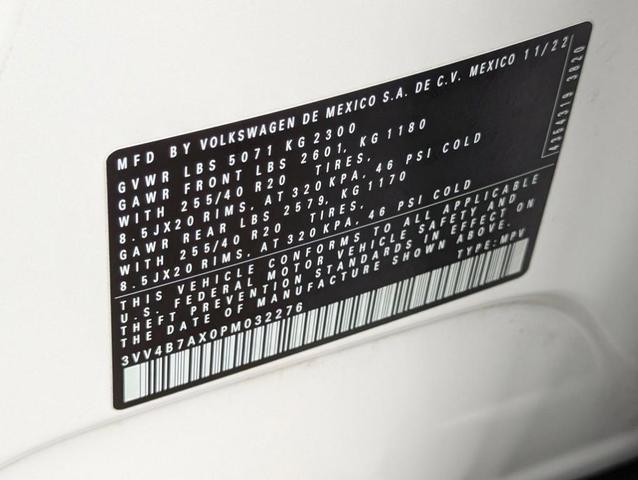 MFD BY VOLKSWAGEN DE MEXICO S.A. DE C.V. MEXICO 11/22
GVWR LBS 5071 KG 2300
GAWR FRONT LBS 2601, KG 1180
WITH 255/40 R20 TIRES,
8.5JX20 RIMS, AT 320KPA, 46 PSI COLD
GAWR REAR LBS 2579, KG 1170
WITH 255/40 R20 TIRES,
8.5JX20 RIMS, AT 320KPA, 46 PSI COLD
THIS VEHICLE CONFORMS TO ALL APPLICABLE
U.S. FEDERAL MOTOR VEHICLE SAFETY AND
THEFT PREVENTION STANDARDS IN EFFECT ON
THE DATE OF MANUFACTURE SHOWN ABOVE.
3VV4B7AX0PM032276 TYPE: MPV